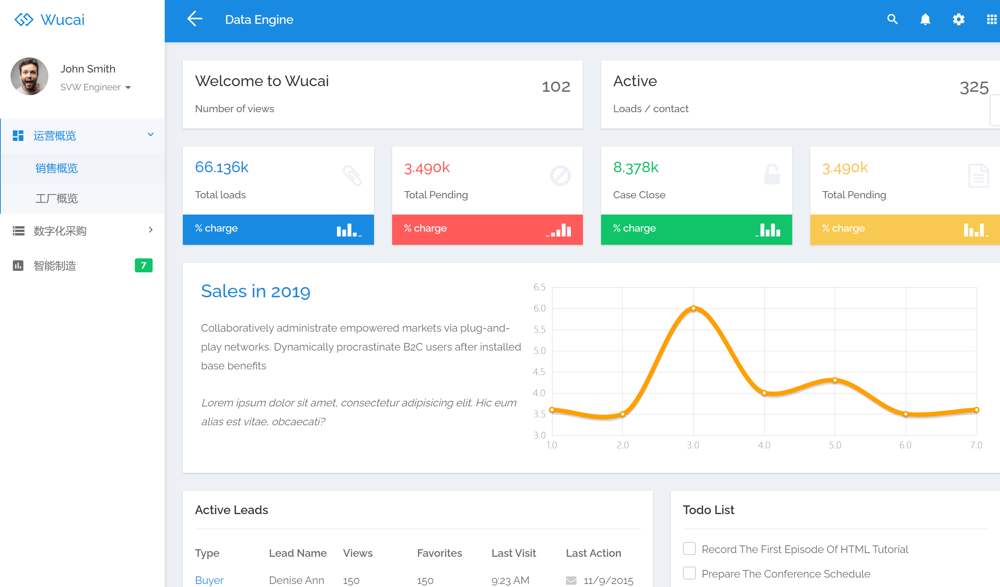 Wucai
Data Engine
John Smith
SVW Engineer
运营概览
销售概览
工厂概览
数字化采购
智能制造
7
Welcome to Wucai
102
Number of views
Active
325
Loads / contact
66.136k
Total loads
% charge
3.490k
Total Pending
% charge
8.378k
Case Close
% charge
3.490k
Total Pending
% charge
Sales in 2019
Collaboratively administrate empowered markets via plug-and-
play networks. Dynamically procrastinate B2C users after installed
base benefits
Lorem ipsum dolor sit amet, consectetur adipisicing elit. Hic eum
alias est vitae, obcaecati?
6.5
6.0
5.5
5.0
4.5
4.0
3.5
3.0
1.0 2.0 3.0 4.0 5.0 6.0 7.0
Active Leads
Type Lead Name Views Favorites Last Visit Last Action
Buyer Denise Ann 150 150 9:23 AM 11/9/2015
Todo List
Record The First Episode Of HTML Tutorial
Prepare The Conference Schedule